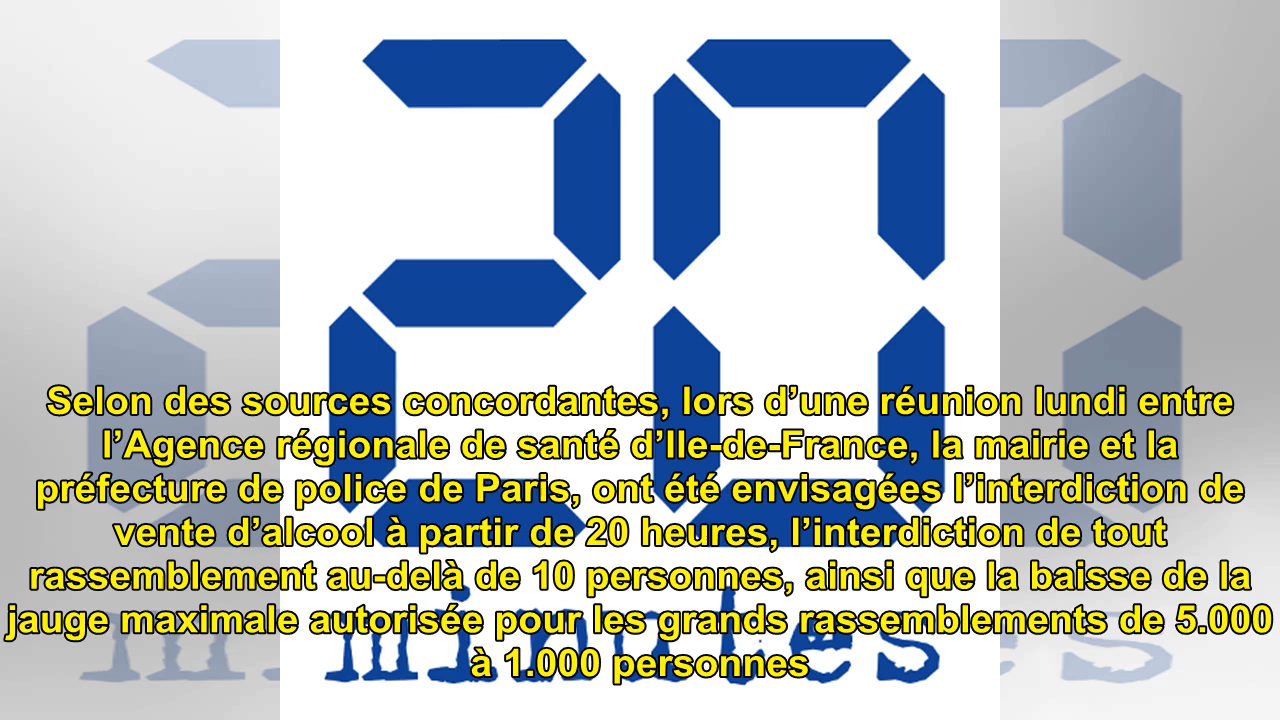 20
Selon des sources concordantes, lors d’une réunion lundi entre
l’Agence régionale de santé d’Ile-de-France, la mairie et la
préfecture de police de Paris, ont été envisagées l’interdiction de
vente d’alcool à partir de 20 heures, l’interdiction de tout
rassemblement au-delà de 10 personnes, ainsi que la baisse de la
jauge maximale autorisée pour les grands rassemblements de 5.000
à 1.000 personnes
minutes